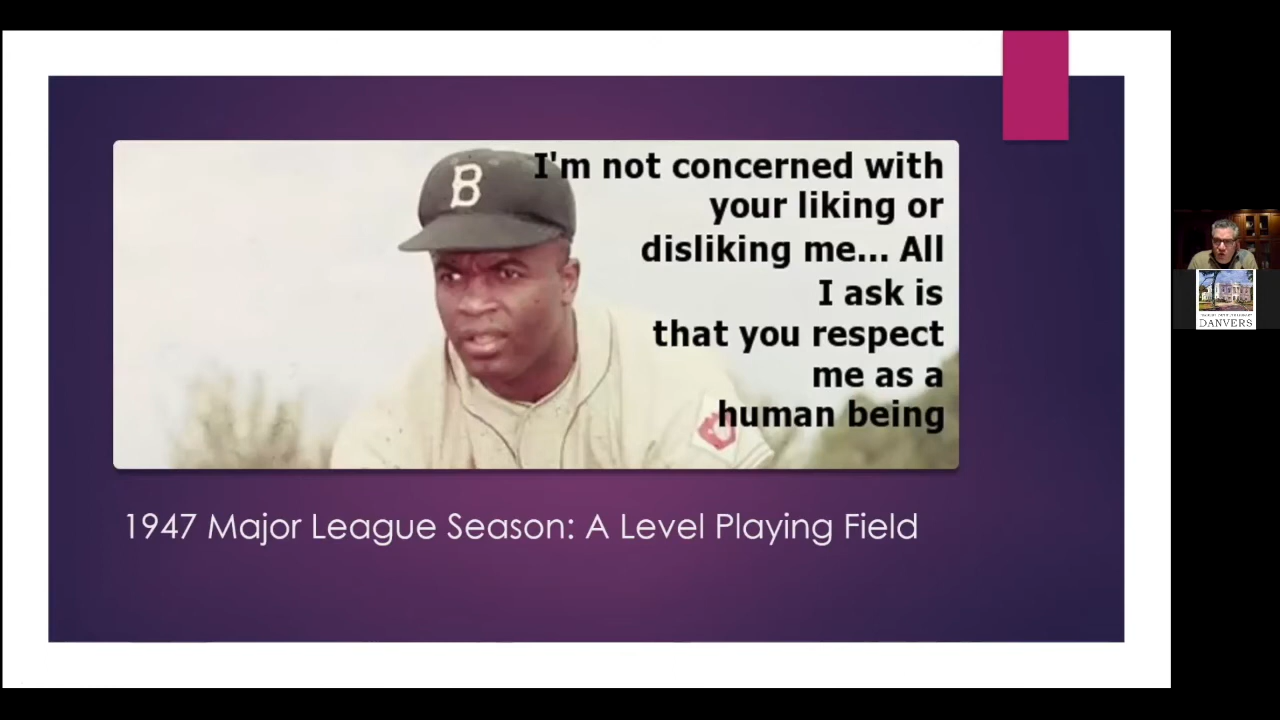 B
I'm not concerned with
your liking or
disliking me... All
I ask is
that you respect
me as a
human being
1947 Major League Season: A Level Playing Field
DANVERS